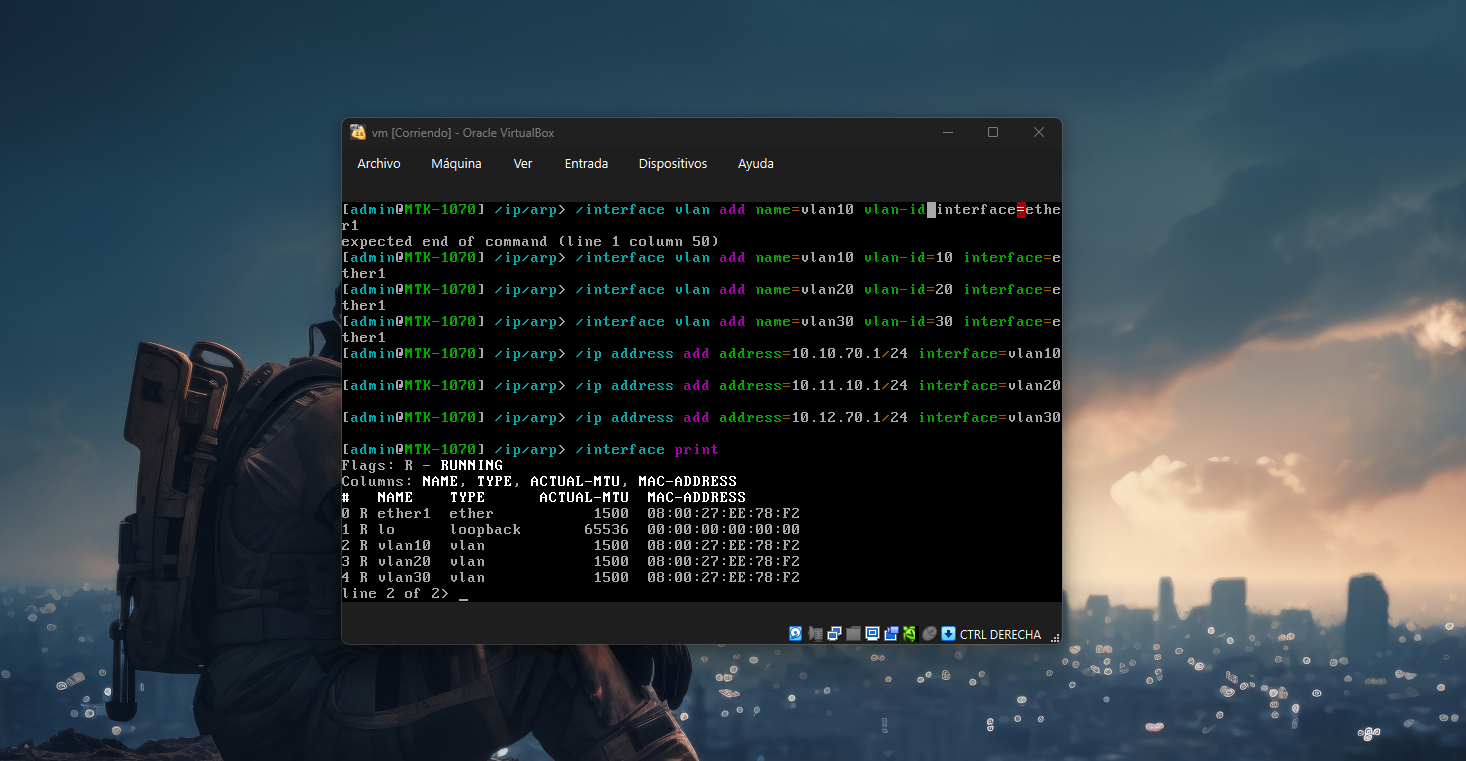 vm [Corriendo] - Oracle VirtualBox
Archivo Máquina Ver Entrada Dispositivos Ayuda
[admin@MTK-1070] /ip/arp> /interface vlan add name=vlan10 vlan-id interface=ethe
r1
expected end of command (line 1 column 50)
[admin@MTK-1070] /ip/arp> /interface vlan add name=vlan10 vlan-id=10 interface=e
ther1
[admin@MTK-1070] /ip/arp> /interface vlan add name=vlan20 vlan-id=20 interface=e
ther1
[admin@MTK-1070] /ip/arp> /interface vlan add name=vlan30 vlan-id=30 interface=e
ther1
[admin@MTK-1070] /ip/arp> /ip address add address=10.10.70.1/24 interface=vlan10
[admin@MTK-1070] /ip/arp> /ip address add address=10.11.10.1/24 interface=vlan20
[admin@MTK-1070] /ip/arp> /ip address add address=10.12.70.1/24 interface=vlan30
[admin@MTK-1070] /ip/arp> /interface print
Flags: R - RUNNING
Columns: NAME, TYPE, ACTUAL-MTU, MAC-ADDRESS
# NAME TYPE ACTUAL-MTU MAC-ADDRESS
0 R ether1 ether 1500 08:00:27:EE:78:F2
1 R lo loopback 65536 00:00:00:00:00:00
2 R vlan10 vlan 1500 08:00:27:EE:78:F2
3 R vlan20 vlan 1500 08:00:27:EE:78:F2
4 R vlan30 vlan 1500 08:00:27:EE:78:F2
line 2 of 2> _
CTRL DERECHA